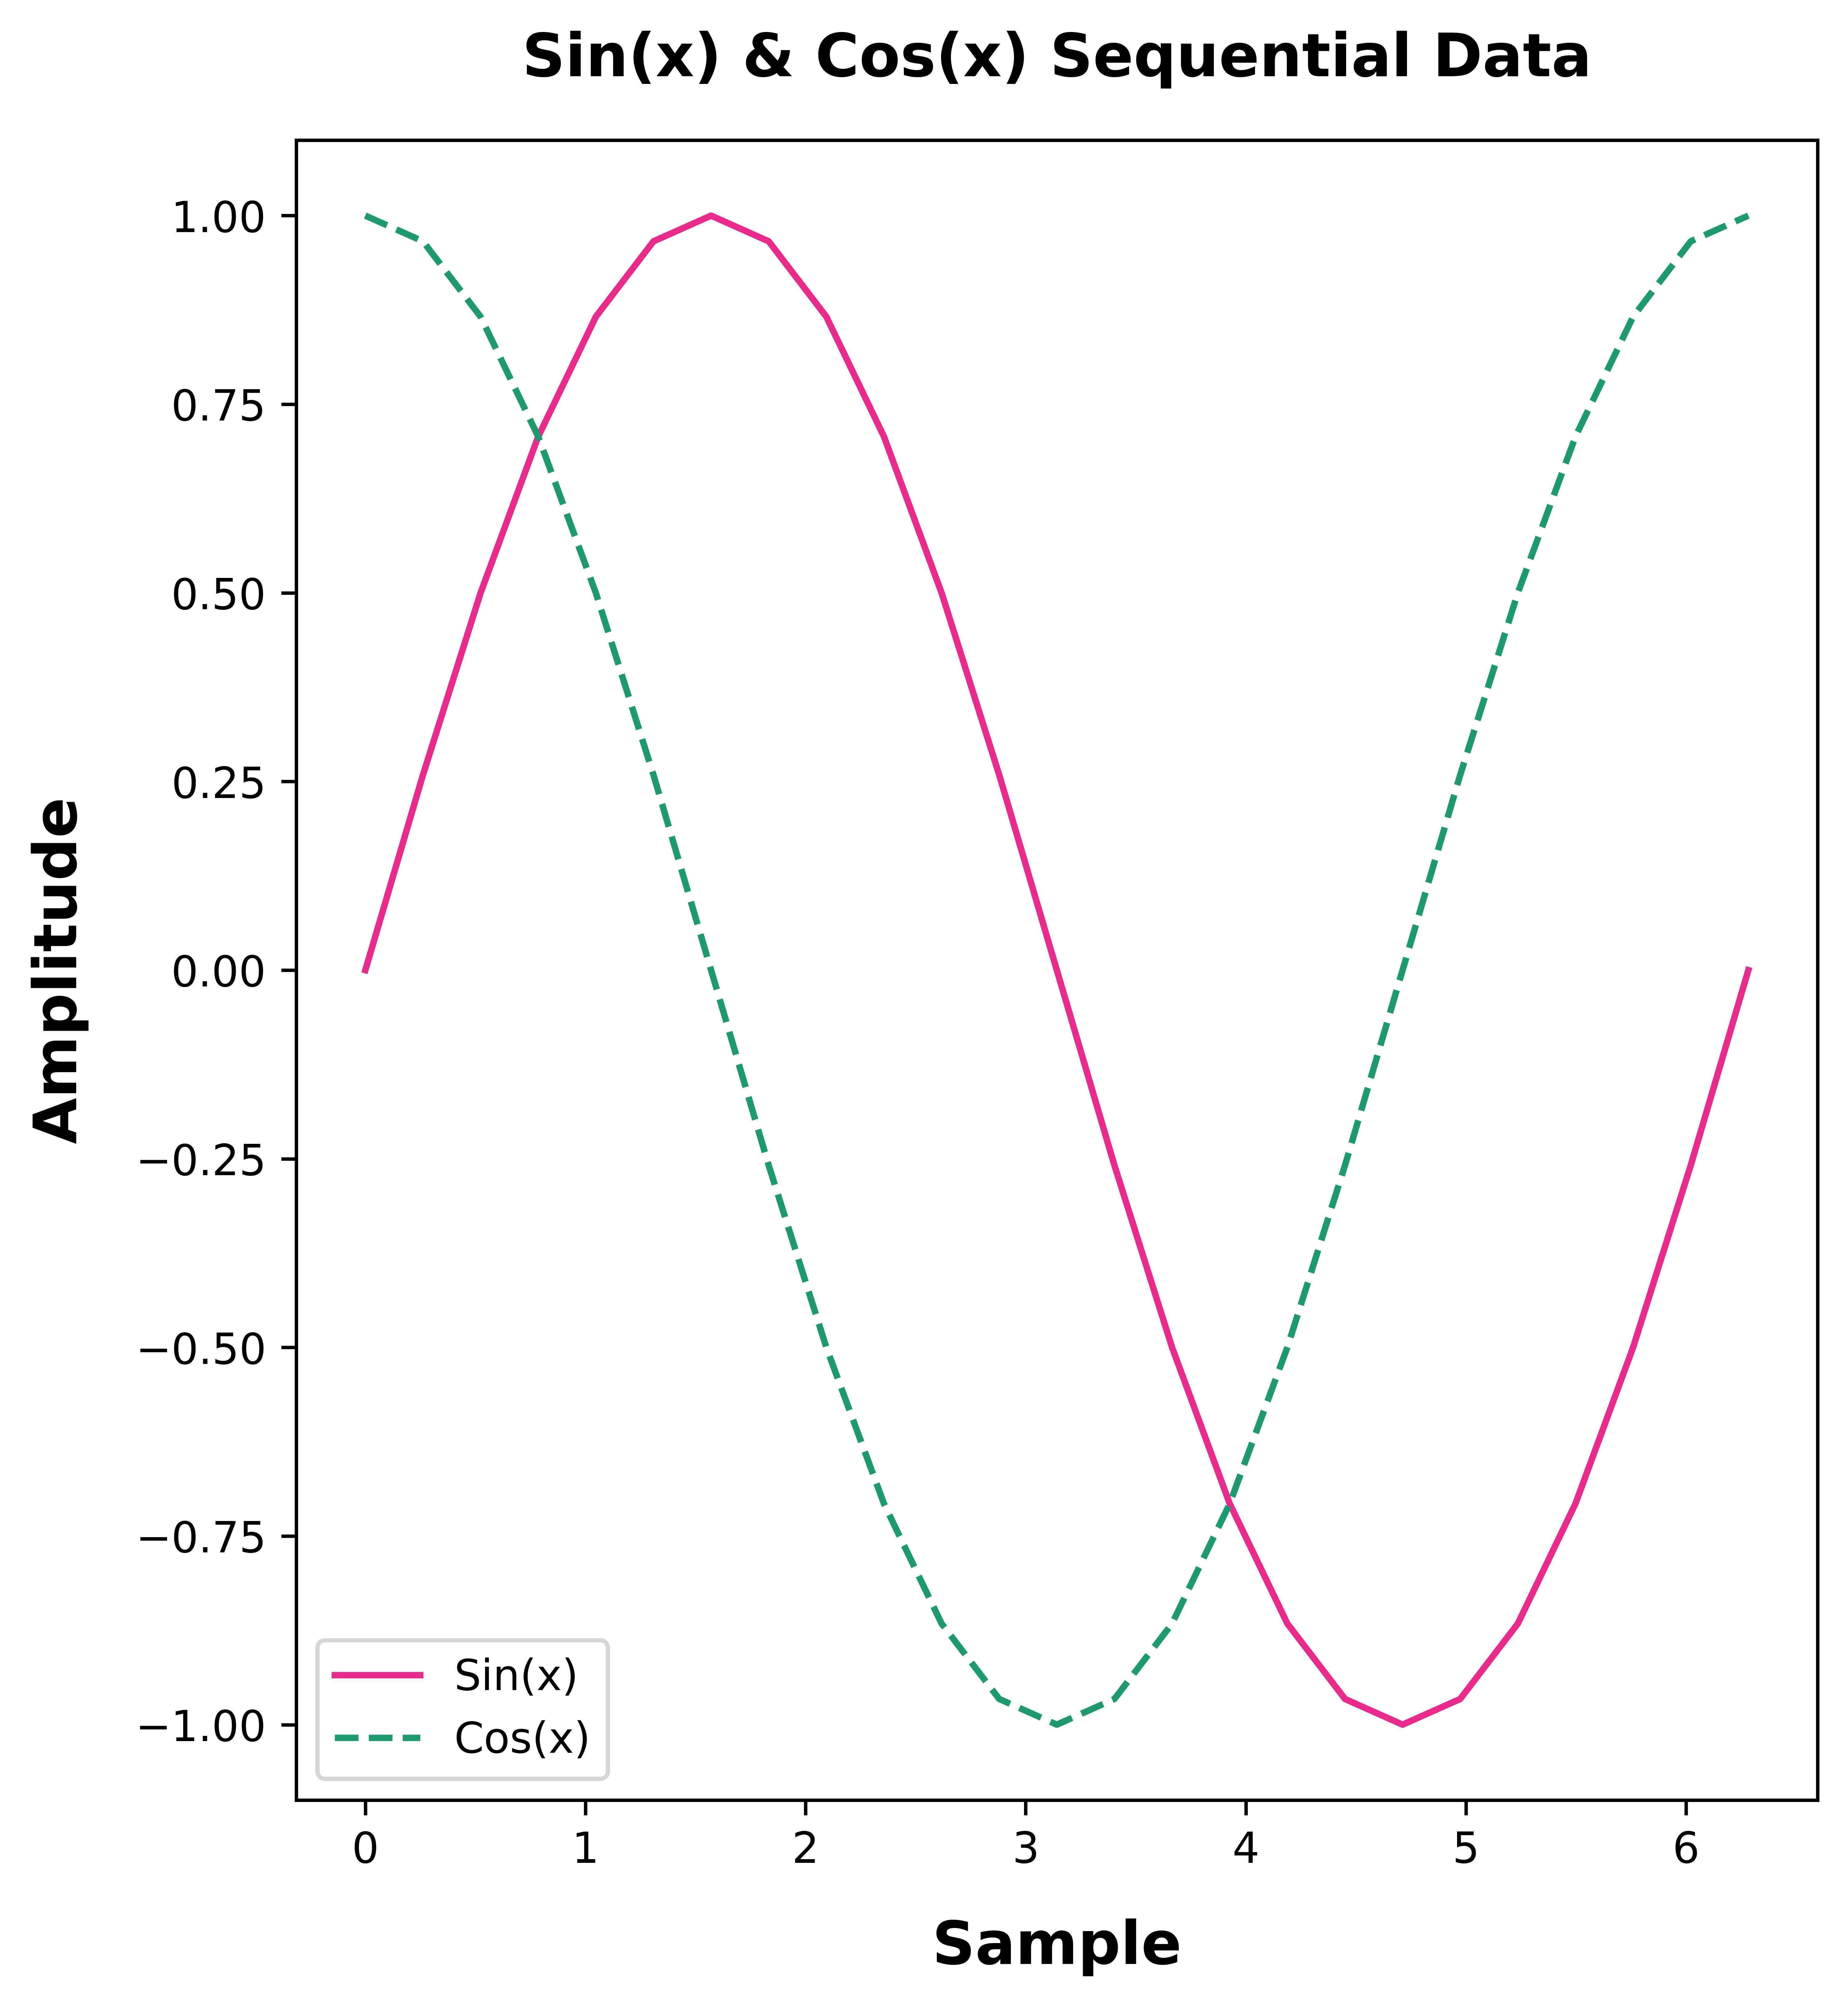 Sin(x) & Cos(x) Sequential Data
Amplitude
1.00
0.75
0.50
0.25
0.00
−0.25
−0.50
−0.75
−1.00
Sin(x)
Cos(x)
0 1 2 3 4 5 6
Sample